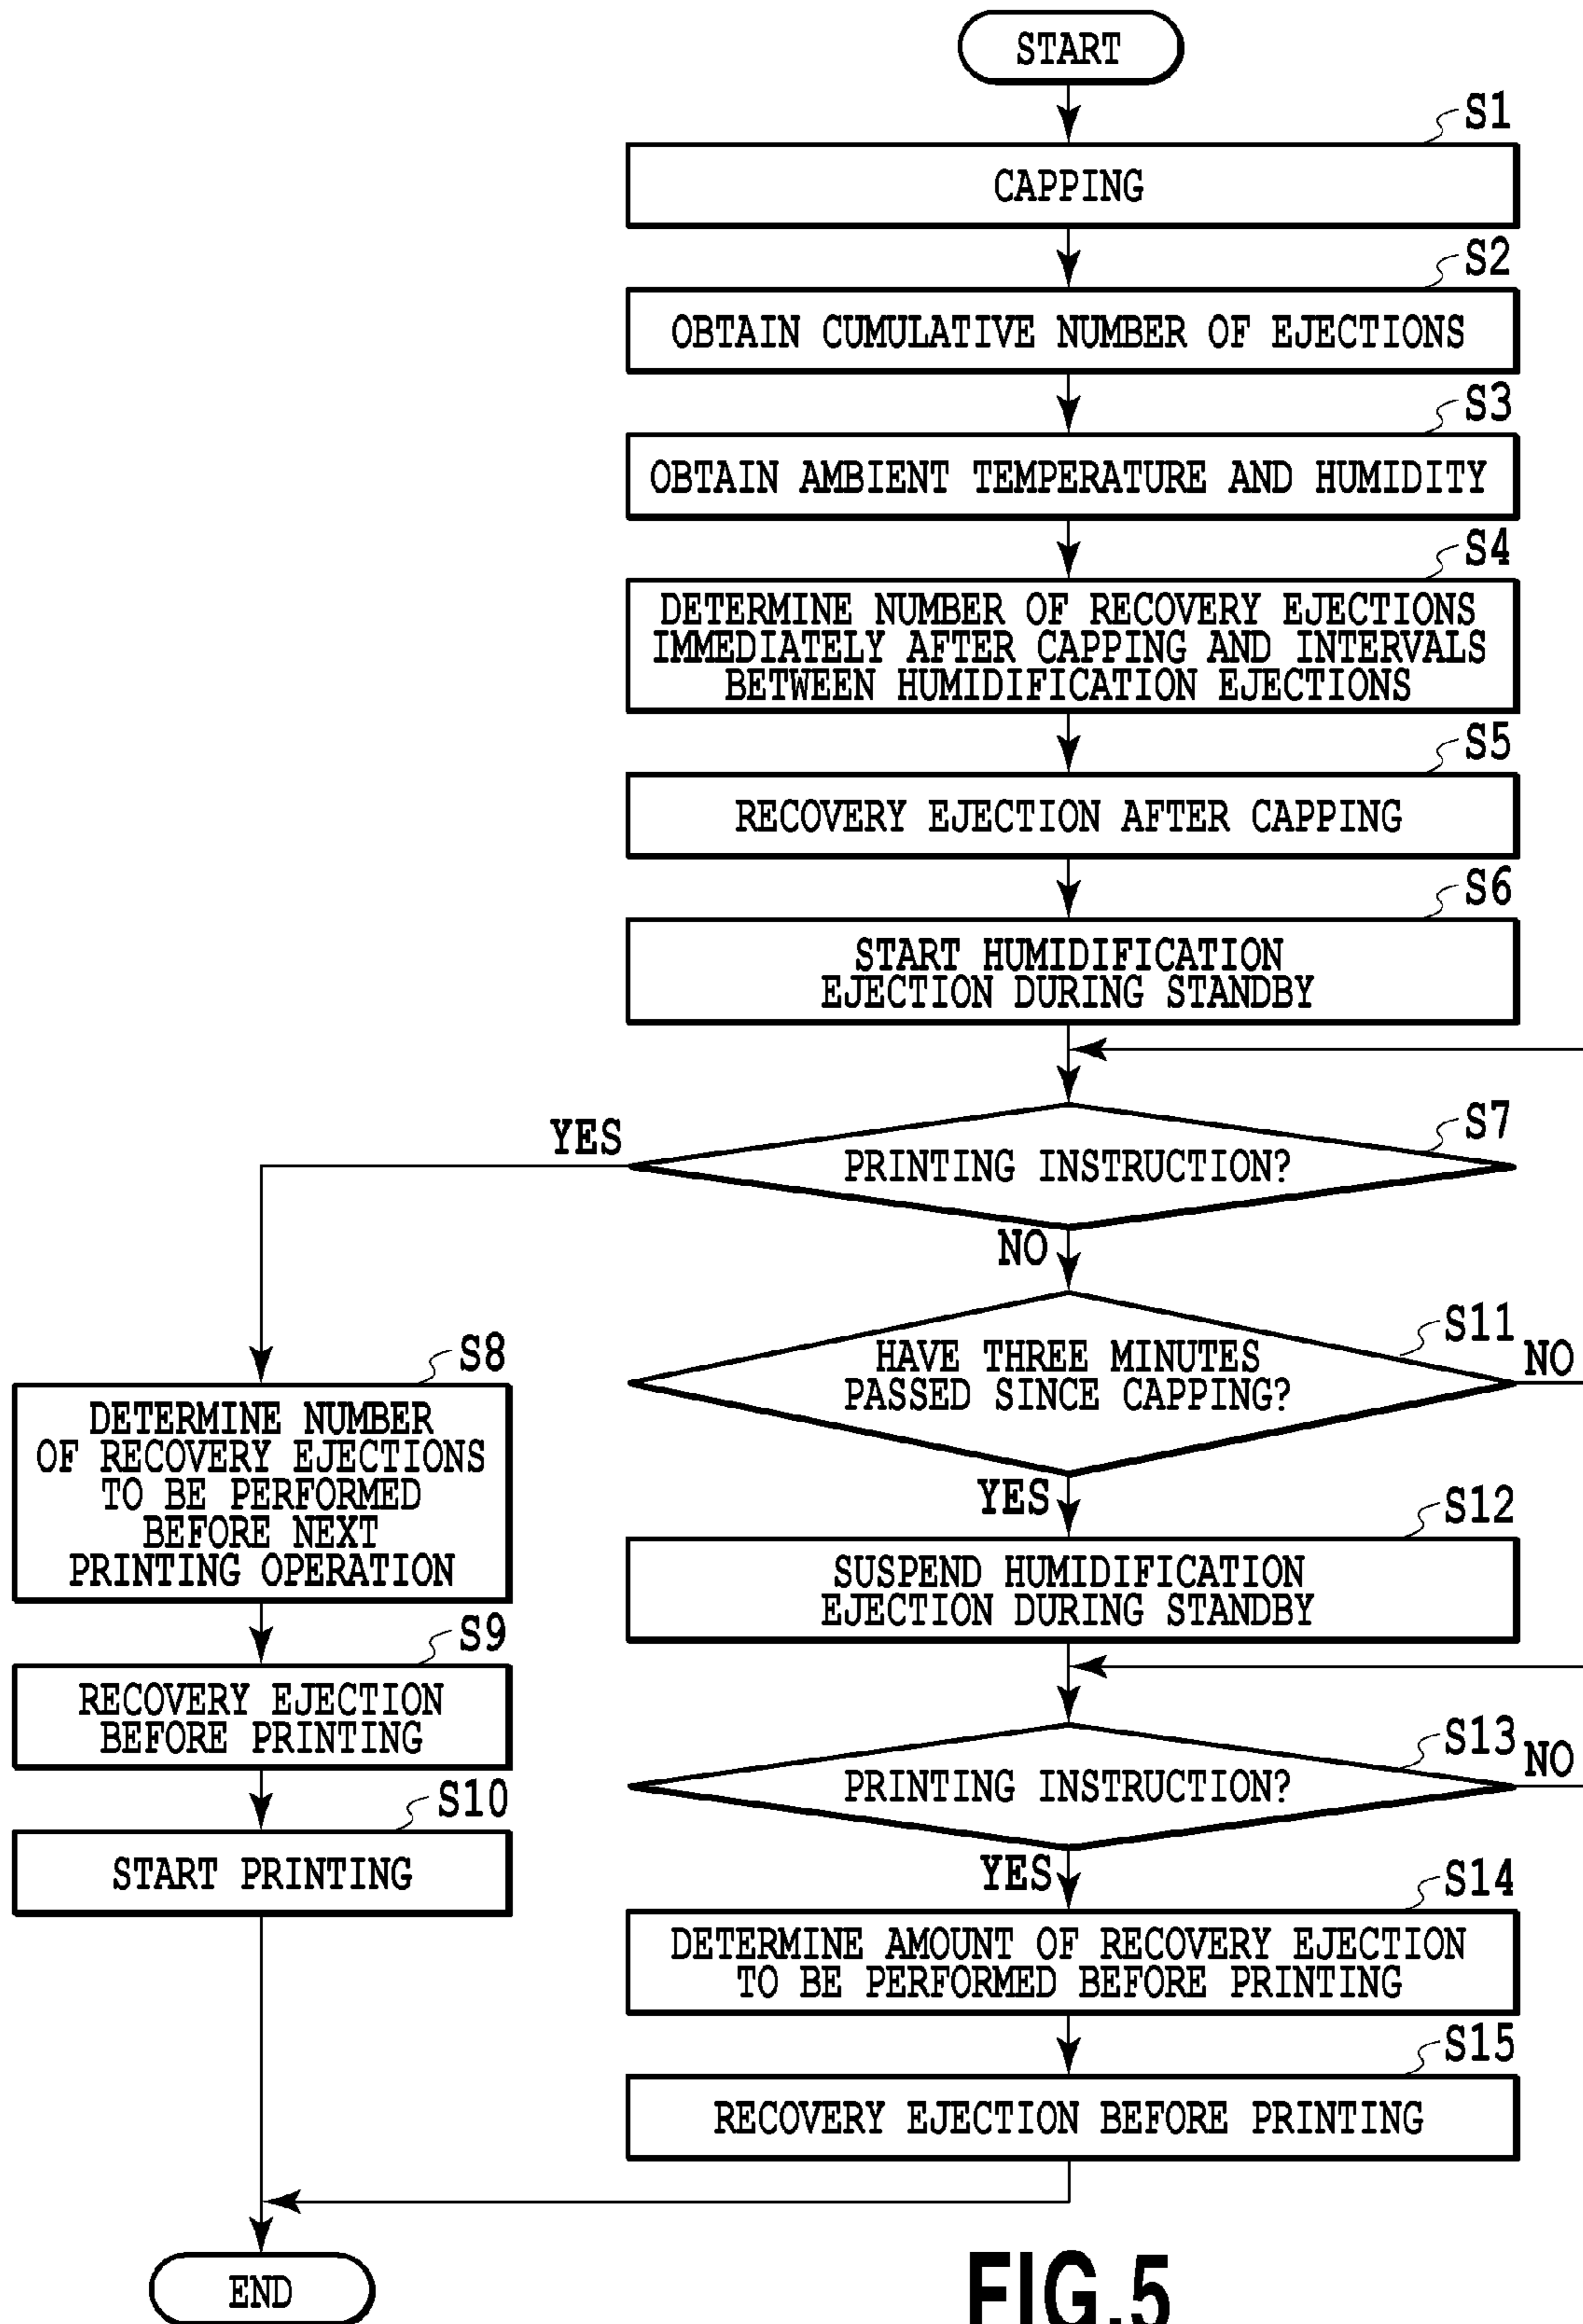 START
S1
CAPPING
S2
OBTAIN CUMULATIVE NUMBER OF EJECTIONS
S3
OBTAIN AMBIENT TEMPERATURE AND HUMIDITY
S4
DETERMINE NUMBER OF RECOVERY EJECTIONS
IMMEDIATELY AFTER CAPPING AND INTERVALS
BETWEEN HUMIDIFICATION EJECTIONS
S5
RECOVERY EJECTION AFTER CAPPING
S6
START HUMIDIFICATION
EJECTION DURING STANDBY
S7
PRINTING INSTRUCTION?
YES
NO
S8
DETERMINE NUMBER
OF RECOVERY EJECTIONS
TO BE PERFORMED
BEFORE NEXT
PRINTING OPERATION
S9
RECOVERY EJECTION
BEFORE PRINTING
S10
START PRINTING
S11
HAVE THREE MINUTES
PASSED SINCE CAPPING?
NO
YES
S12
SUSPEND HUMIDIFICATION
EJECTION DURING STANDBY
S13
PRINTING INSTRUCTION?
NO
YES
S14
DETERMINE AMOUNT OF RECOVERY EJECTION
TO BE PERFORMED BEFORE PRINTING
S15
RECOVERY EJECTION BEFORE PRINTING
END
FIG.5